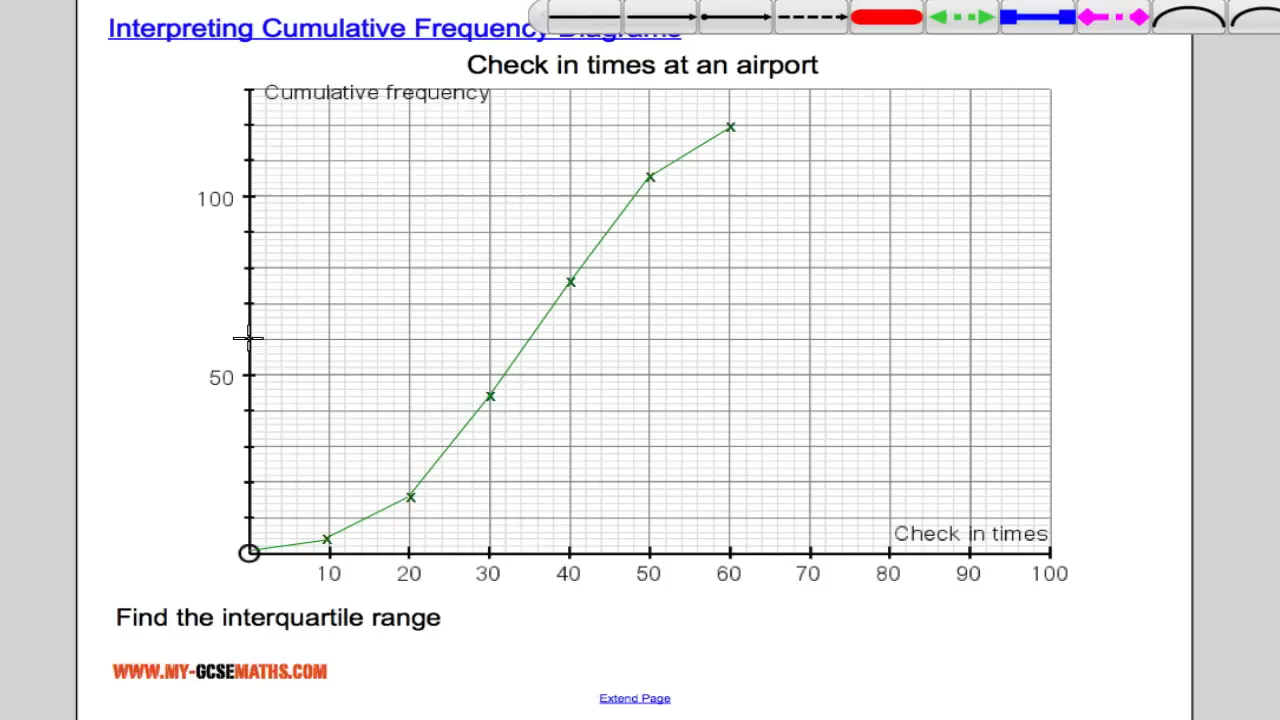 Interpreting Cumulative Frequency Diagrams
Check in times at an airport
Cumulative frequency
100
50
Check in times
10 20 30 40 50 60 70 80 90 100
Find the interquartile range
WWW.MY-GCSEMATHS.COM
Extend Page